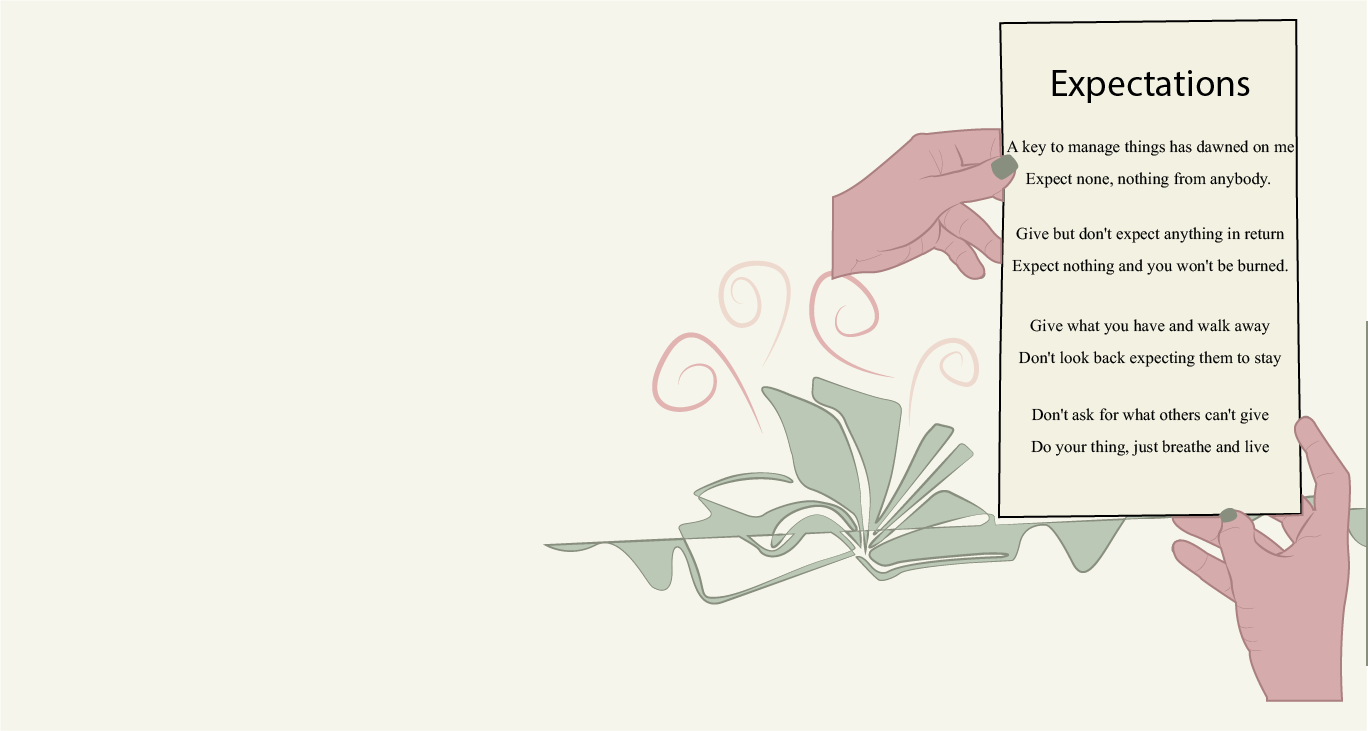 Expectations
A key to manage things has dawned on me
Expect none, nothing from anybody.
Give but don't expect anything in return
Expect nothing and you won't be burned.
Give what you have and walk away
Don't look back expecting them to stay
Don't ask for what others can't give
Do your thing, just breathe and live